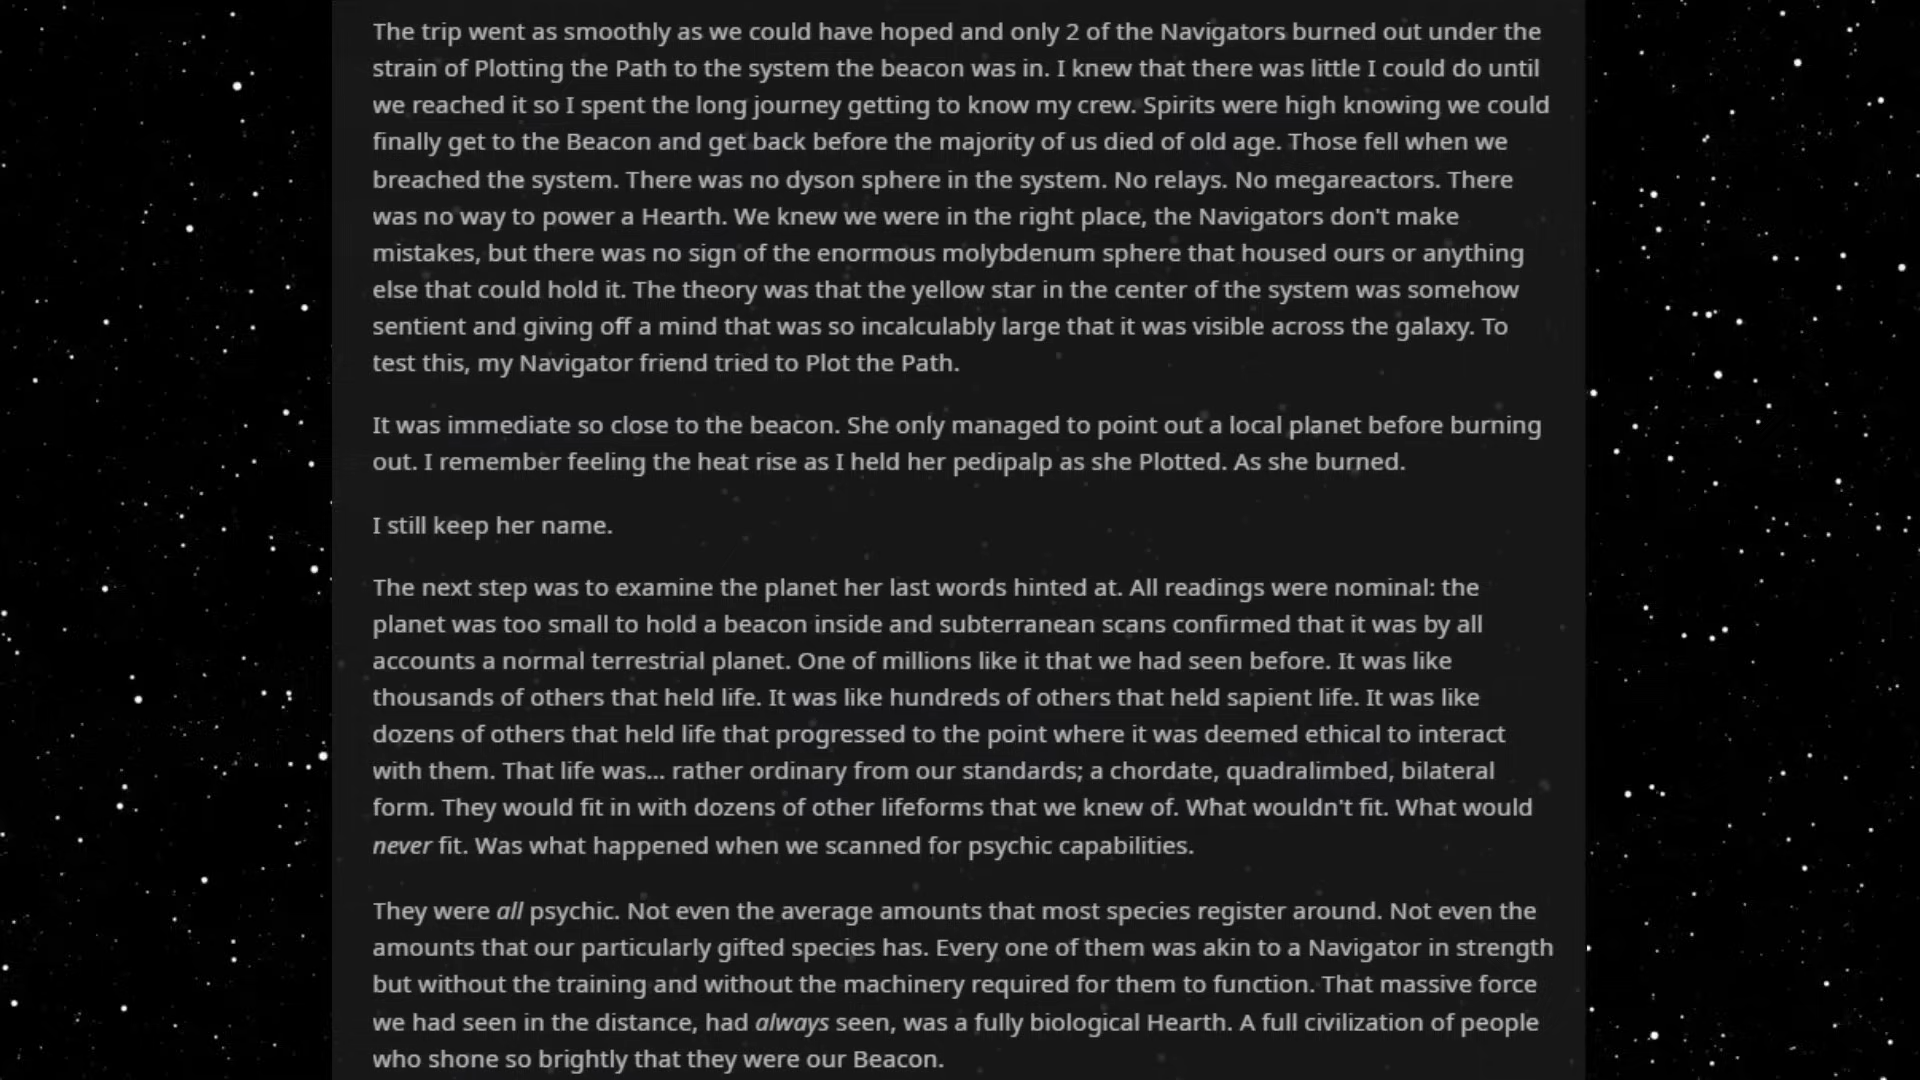 The trip went as smoothly as we could have hoped and only 2 of the Navigators burned out under the
strain of Plotting the Path to the system the beacon was in. I knew that there was little I could do until
we reached it so I spent the long journey getting to know my crew. Spirits were high knowing we could
finally get to the Beacon and get back before the majority of us died of old age. Those fell when we
breached the system. There was no dyson sphere in the system. No relays. No megareactors. There
was no way to power a Hearth. We knew we were in the right place, the Navigators don't make
mistakes, but there was no sign of the enormous molybdenum sphere that housed ours or anything
else that could hold it. The theory was that the yellow star in the center of the system was somehow
sentient and giving off a mind that was so incalculably large that it was visible across the galaxy. To
test this, my Navigator friend tried to Plot the Path.
It was immediate so close to the beacon. She only managed to point out a local planet before burning
out. I remember feeling the heat rise as I held her pedipalp as she Plotted. As she burned.
I still keep her name.
The next step was to examine the planet her last words hinted at. All readings were nominal: the
planet was too small to hold a beacon inside and subterranean scans confirmed that it was by all
accounts a normal terrestrial planet. One of millions like it that we had seen before. It was like
thousands of others that held life. It was like hundreds of others that held sapient life. It was like
dozens of others that held life that progressed to the point where it was deemed ethical to interact
with them. That life was... rather ordinary from our standards; a chordate, quadralimbed, bilateral
form. They would fit in with dozens of other lifeforms that we knew of. What wouldn't fit. What would
never fit. Was what happened when we scanned for psychic capabilities.
They were all psychic. Not even the average amounts that most species register around. Not even the
amounts that our particularly gifted species has. Every one of them was akin to a Navigator in strength
but without the training and without the machinery required for them to function. That massive force
we had seen in the distance, had always seen, was a fully biological Hearth. A full civilization of people
who shone so brightly that they were our Beacon.